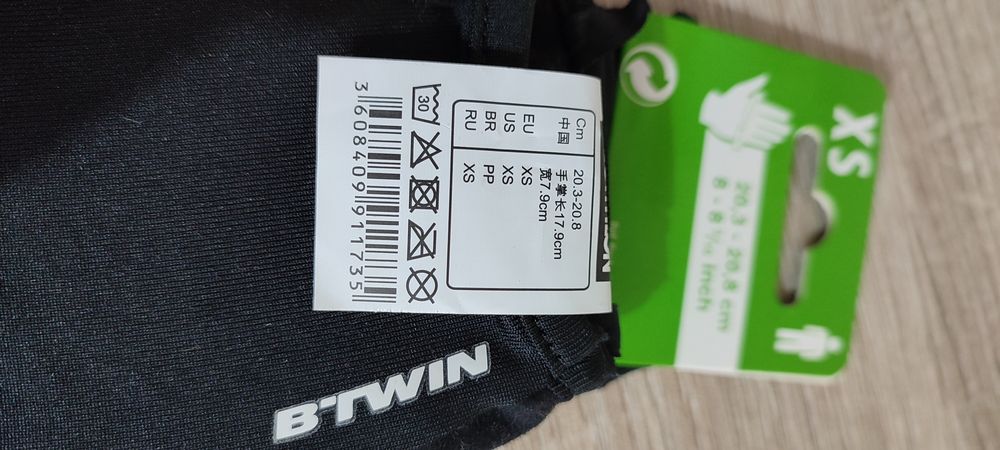 Cm 20.3-20.8
中国 手掌长17.9cm
宽7.9cm
EU XS
US XS
BR PP
RU XS
30
3608409911735
B'TWIN
XS
20,3 - 20,8 cm
inch